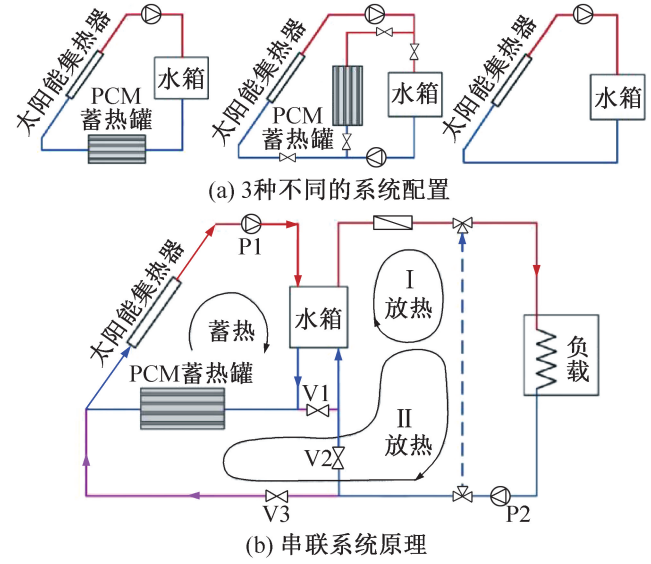 太阳能集热器
水箱
PCM
蓄热罐
太阳能集热器
水箱
PCM
蓄热罐
太阳能集热器
水箱
(a) 3种不同的系统配置
太阳能集热器
P1
水箱
蓄热
PCM蓄热罐
I
放热
负
载
V1
II
放热
V2
V3
P2
(b) 串联系统原理